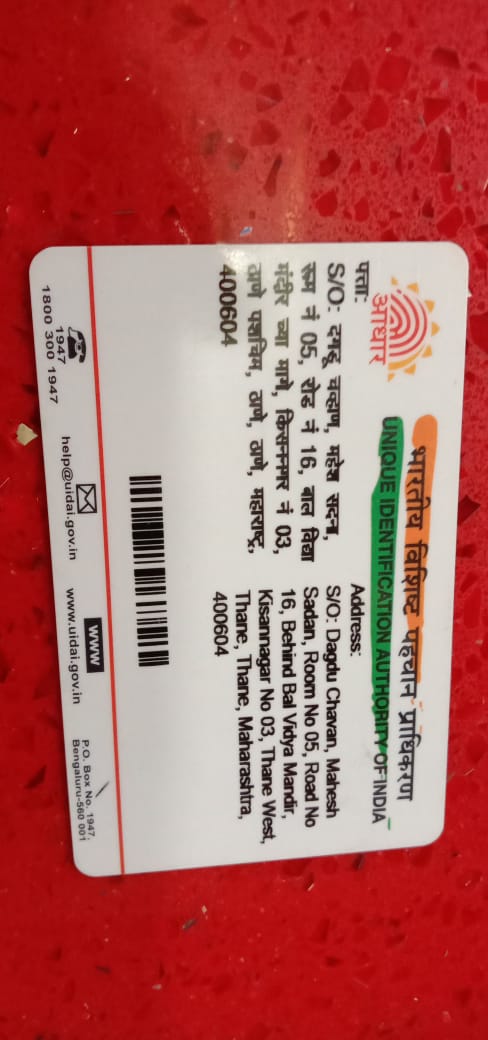 भारतीय विशिष्ट पहचान प्राधिकरण
UNIQUE IDENTIFICATION AUTHORITY OF INDIA
आधार
पत्ता:
S/O: दगडू चव्हाण, महेश सदन,
रूम नं 05, रोड नं 16, बाल विद्या
मंदीर च्या मागे, किसननगर नं 03,
ठाणे पश्चिम, ठाणे, ठाणे, महाराष्ट्र,
400604
Address:
S/O: Dagdu Chavan, Mahesh
Sadan, Room No 05, Road No
16, Behind Bal Vidya Mandir,
Kisannagar No 03, Thane West,
Thane, Thane, Maharashtra,
400604
1947
1800 300 1947
help@uidai.gov.in
WWW
www.uidai.gov.in
P.O. Box No. 1947,
Bengaluru-560 001